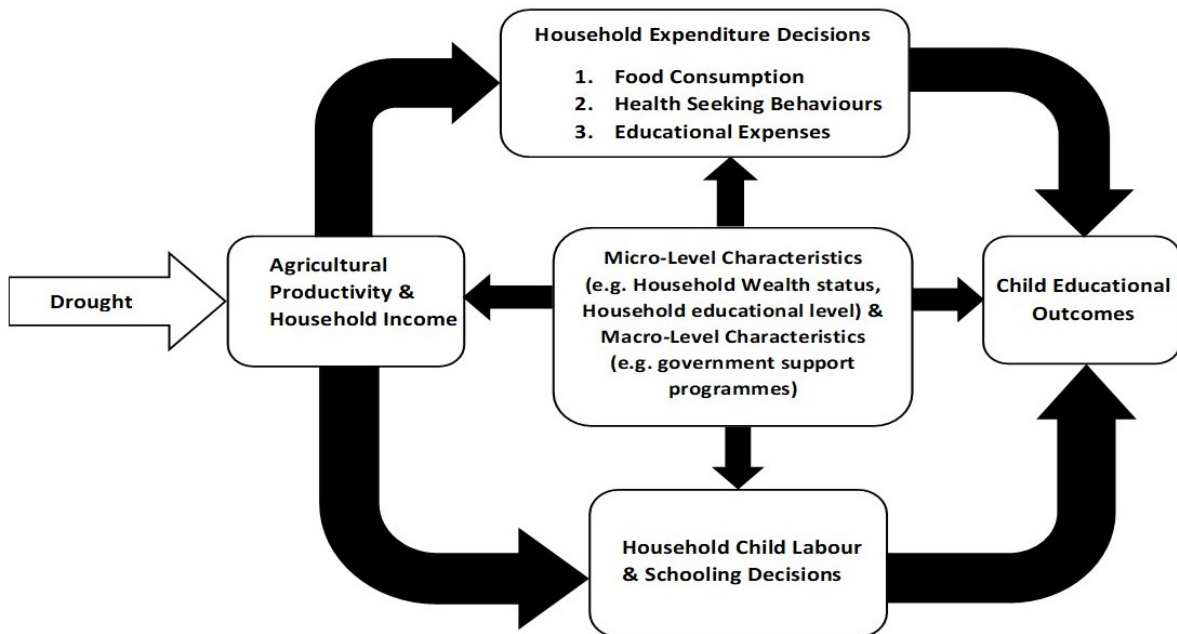 Household Expenditure Decisions
1. Food Consumption
2. Health Seeking Behaviours
3. Educational Expenses
Drought
Agricultural
Productivity &
Household Income
Micro-Level Characteristics
(e.g. Household Wealth status,
Household educational level) &
Macro-Level Characteristics
(e.g. government support
programmes)
Child Educational
Outcomes
Household Child Labour
& Schooling Decisions